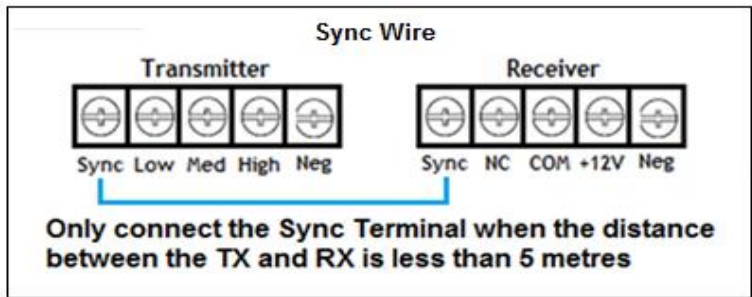 Sync Wire
Transmitter Receiver
Sync Low Med High Neg Sync NC COM +12V Neg
Only connect the Sync Terminal when the distance
between the TX and RX is less than 5 metres